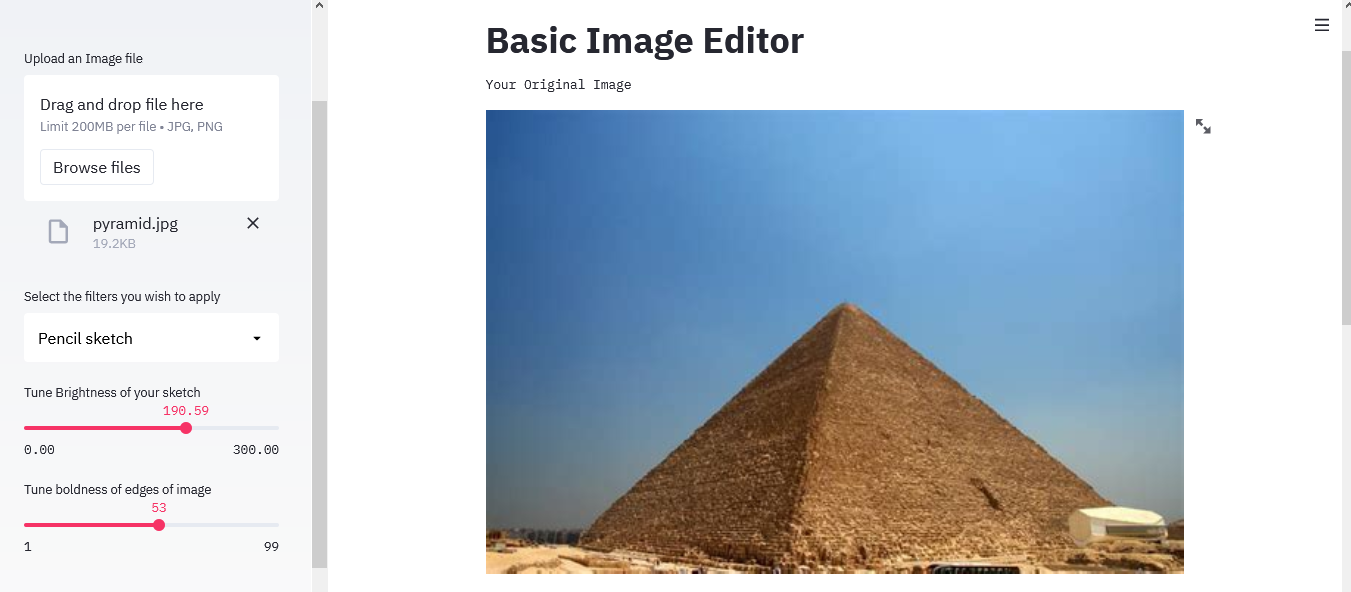 Upload an Image file
Drag and drop file here
Limit 200MB per file • JPG, PNG
Browse files
pyramid.jpg
19.2KB
Select the filters you wish to apply
Pencil sketch
Tune Brightness of your sketch
190.59
0.00 300.00
Tune boldness of edges of image
53
1 99
Basic Image Editor
Your Original Image